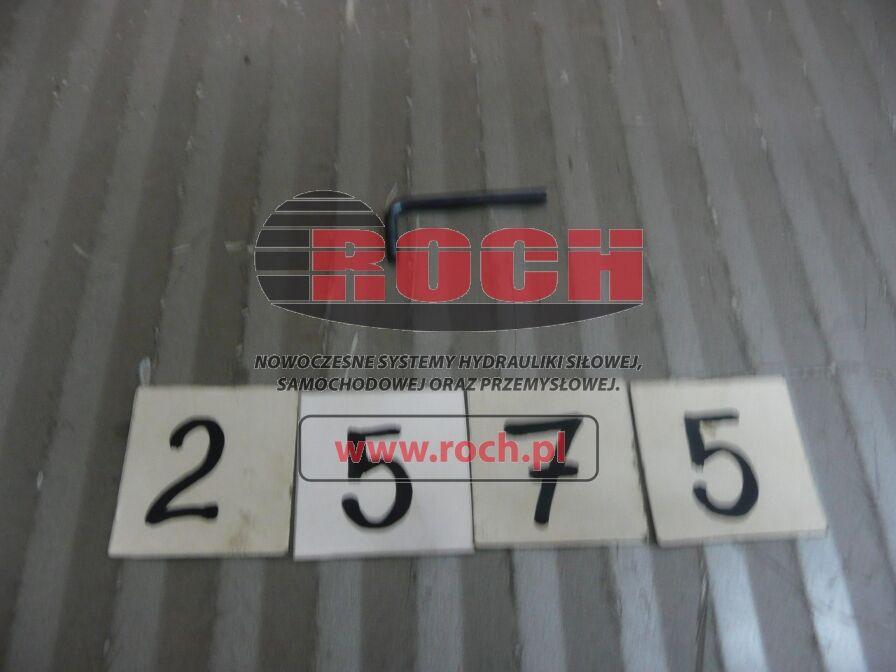 ROCH
NOWOCZESNE SYSTEMY HYDRAULIKI SIŁOWEJ,
SAMOCHODOWEJ ORAZ PRZEMYSŁOWEJ.
www.roch.pl
2 5 7 5